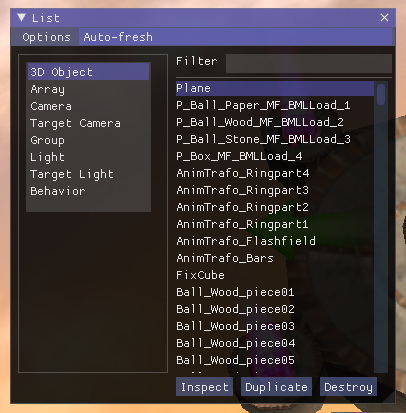 List
Options Auto-fresh
3D Object
Array
Camera
Target Camera
Group
Light
Target Light
Behavior
Filter
Plane
P_Ball_Paper_MF_BMLLoad_1
P_Ball_Wood_MF_BMLLoad_2
P_Ball_Stone_MF_BMLLoad_3
P_Box_MF_BMLLoad_4
AnimTrafo_Ringpart4
AnimTrafo_Ringpart3
AnimTrafo_Ringpart2
AnimTrafo_Ringpart1
AnimTrafo_Flashfield
AnimTrafo_Bars
FixCube
Ball_Wood_piece01
Ball_Wood_piece02
Ball_Wood_piece03
Ball_Wood_piece04
Ball_Wood_piece05
Inspect Duplicate Destroy